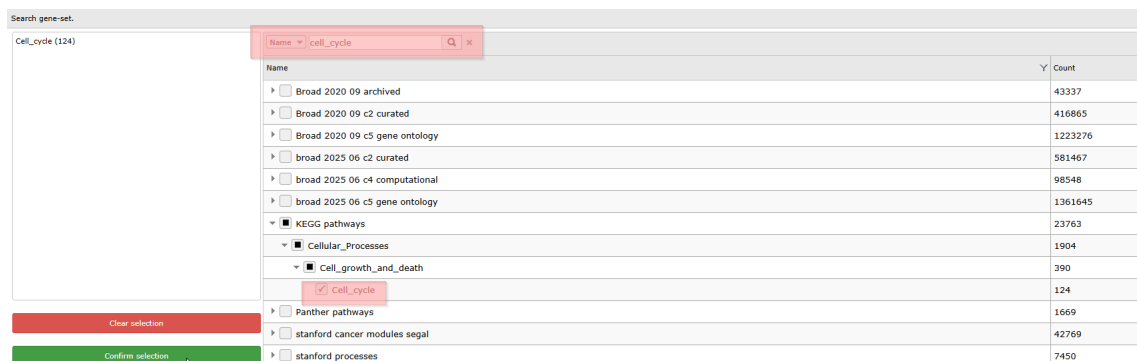 Search gene-set.
Cell_cycle (124)
Name cell_cycle ×
Name Count
Broad 2020 09 archived 43337
Broad 2020 09 c2 curated 416865
Broad 2020 09 c5 gene ontology 1223276
broad 2025 06 c2 curated 581467
broad 2025 06 c4 computational 98548
broad 2025 06 c5 gene ontology 1361645
KEGG pathways 23763
Cellular_Processes 1904
Cell_growth_and_death 390
Cell_cycle 124
Panther pathways 1669
stanford cancer modules segal 42769
stanford processes 7450
Clear selection
Confirm selection